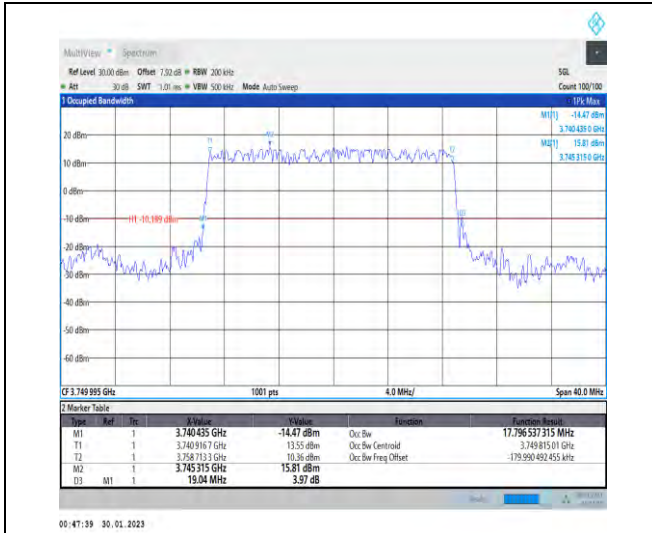 MultiView Spectrum
Ref Level 30.00 dBm Offset 7.92 dB RBW 200 kHz SGL
Att 30 dB SWT 1.01 ms VBW 500 kHz Mode Auto Sweep Count 100/100
1 Occupied Bandwidth 1Pk Max
M1[1] -14.47 dBm
3.740 435 0 GHz
M2[1] 15.81 dBm
3.745 315 0 GHz
20 dBm
T1 M2 T2
10 dBm
0 dBm
-10 dBm H1 -10.189 dBm M1 D3
-20 dBm
-30 dBm
-40 dBm
-50 dBm
-60 dBm
CF 3.749 995 GHz 1001 pts 4.0 MHz/ Span 40.0 MHz
2 Marker Table
Type Ref Trc X-Value Y-Value Function Function Result
M1 1 3.740 435 GHz -14.47 dBm Occ Bw 17.796 537 315 MHz
T1 1 3.740 916 7 GHz 13.55 dBm Occ Bw Centroid 3.749 815 01 GHz
T2 1 3.758 713 3 GHz 10.36 dBm Occ Bw Freq Offset -179.990 492 455 kHz
M2 1 3.745 315 GHz 15.81 dBm
D3 M1 1 19.04 MHz 3.97 dB
00:47:39 30.01.2023